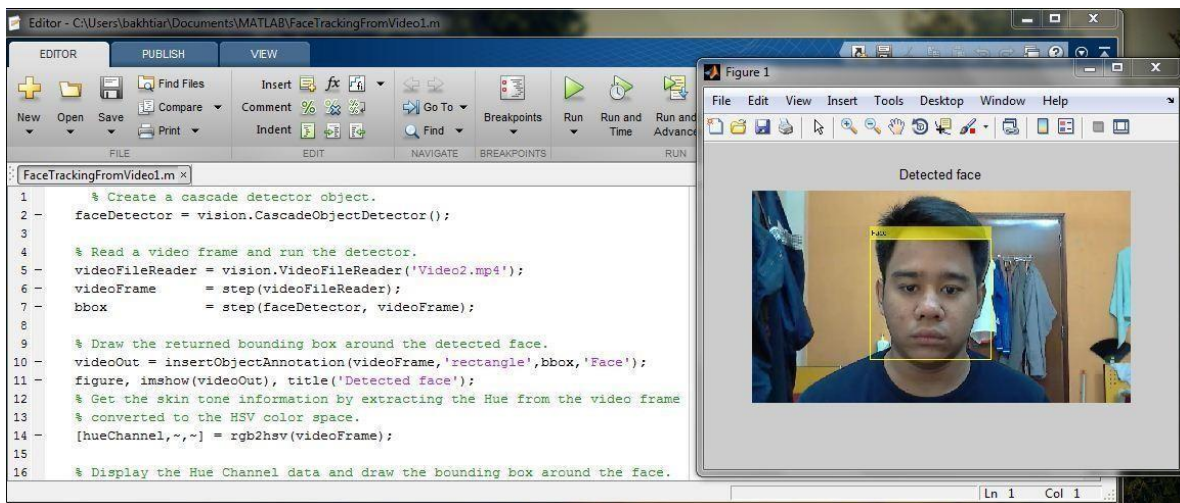 Editor - C:\Users\bakhtiar\Documents\MATLAB\FaceTrackingFromVideo1.m
EDITOR PUBLISH VIEW
New Open Save
Find Files
Compare
Print
FILE
Insert fx
Comment %
Indent
EDIT
Go To
Find
NAVIGATE
Breakpoints
BREAKPOINTS
Run
Run and Time
Run and Advance
RUN
FaceTrackingFromVideo1.m ×
1 % Create a cascade detector object.
2 - faceDetector = vision.CascadeObjectDetector();
3
4 % Read a video frame and run the detector.
5 - videoFileReader = vision.VideoFileReader('Video2.mp4');
6 - videoFrame = step(videoFileReader);
7 - bbox = step(faceDetector, videoFrame);
8
9 % Draw the returned bounding box around the detected face.
10 - videoOut = insertObjectAnnotation(videoFrame,'rectangle',bbox,'Face');
11 - figure, imshow(videoOut), title('Detected face');
12 % Get the skin tone information by extracting the Hue from the video frame
13 % converted to the HSV color space.
14 - [hueChannel,~,~] = rgb2hsv(videoFrame);
15
16 % Display the Hue Channel data and draw the bounding box around the face.
Figure 1
File Edit View Insert Tools Desktop Window Help
Detected face
Face
Ln 1 Col 1